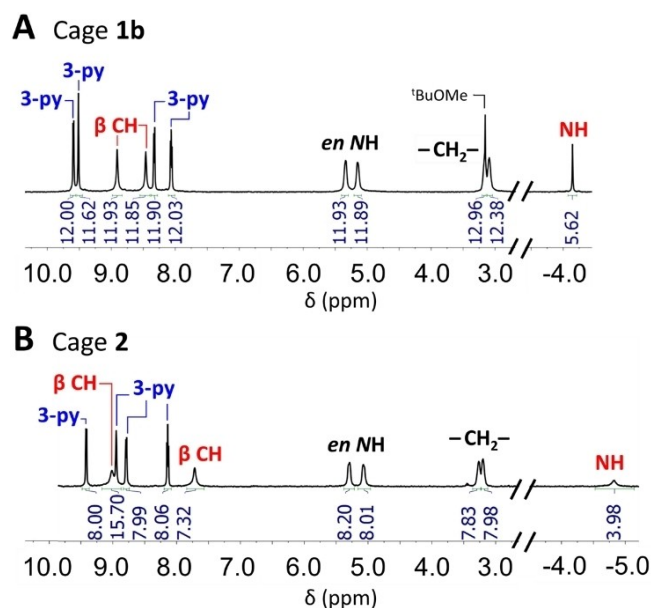 A Cage 1b
3-py
3-py
3-py
β CH
ᵗBuOMe
en NH
–CH₂–
NH
12.00 11.62 11.93 11.85 11.90 12.03 11.93 11.89 12.96 12.38 5.62
10.0 9.0 8.0 7.0 6.0 5.0 4.0 3.0 -4.0
δ (ppm)
B Cage 2
β CH
3-py
3-py
β CH
en NH
–CH₂–
NH
8.00 15.70 7.99 8.06 7.32 8.20 8.01 7.83 7.98 3.98
10.0 9.0 8.0 7.0 6.0 5.0 4.0 3.0 -4.0 -5.0
δ (ppm)